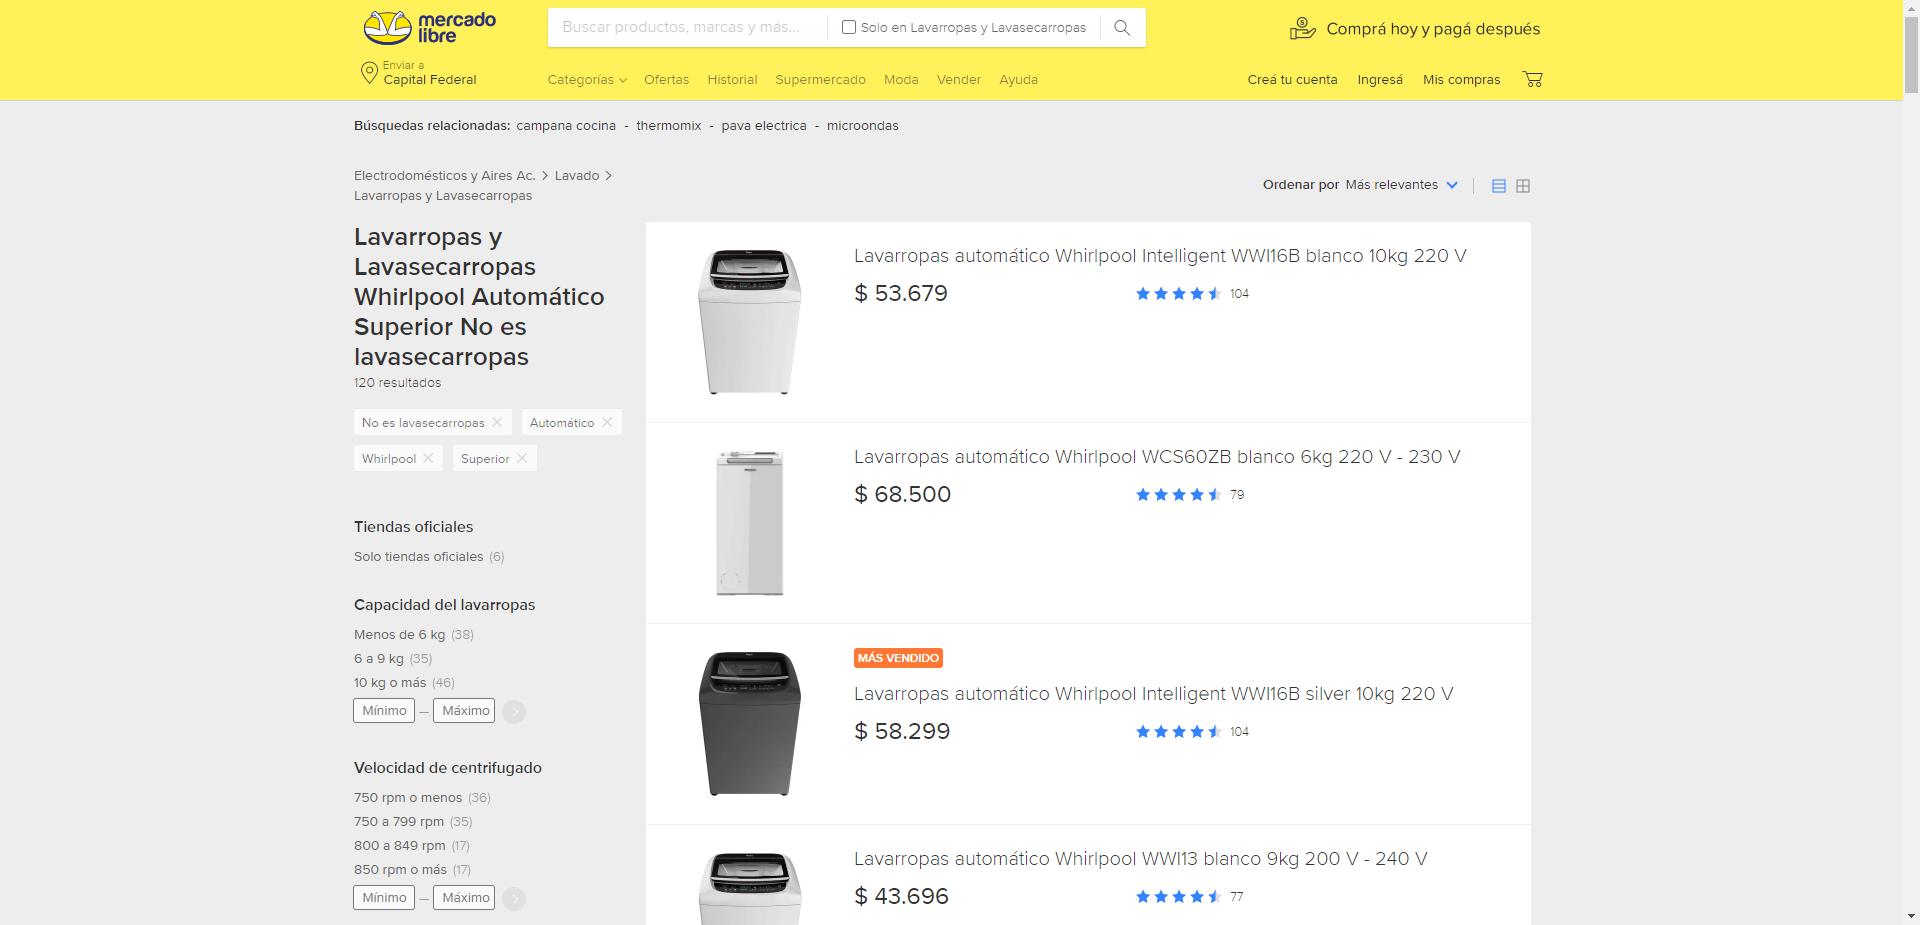 mercado
libre
Buscar productos, marcas y más...
Solo en Lavarropas y Lavasecarropas
Comprá hoy y pagá después
Enviar a
Capital Federal
Categorías
Ofertas
Historial
Supermercado
Moda
Vender
Ayuda
Creá tu cuenta
Ingresá
Mis compras
Búsquedas relacionadas: campana cocina - thermomix - pava electrica - microondas
Electrodomésticos y Aires Ac. > Lavado >
Lavarropas y Lavasecarropas
Ordenar por Más relevantes
Lavarropas y
Lavasecarropas
Whirlpool Automático
Superior No es
lavasecarropas
120 resultados
No es lavasecarropas
Automático
Whirlpool
Superior
Tiendas oficiales
Solo tiendas oficiales (6)
Capacidad del lavarropas
Menos de 6 kg (38)
6 a 9 kg (35)
10 kg o más (46)
Mínimo — Máximo
Velocidad de centrifugado
750 rpm o menos (36)
750 a 799 rpm (35)
800 a 849 rpm (17)
850 rpm o más (17)
Mínimo — Máximo
Lavarropas automático Whirlpool Intelligent WWI16B blanco 10kg 220 V
$ 53.679
104
Lavarropas automático Whirlpool WCS60ZB blanco 6kg 220 V - 230 V
$ 68.500
79
MÁS VENDIDO
Lavarropas automático Whirlpool Intelligent WWI16B silver 10kg 220 V
$ 58.299
104
Lavarropas automático Whirlpool WWI13 blanco 9kg 200 V - 240 V
$ 43.696
77